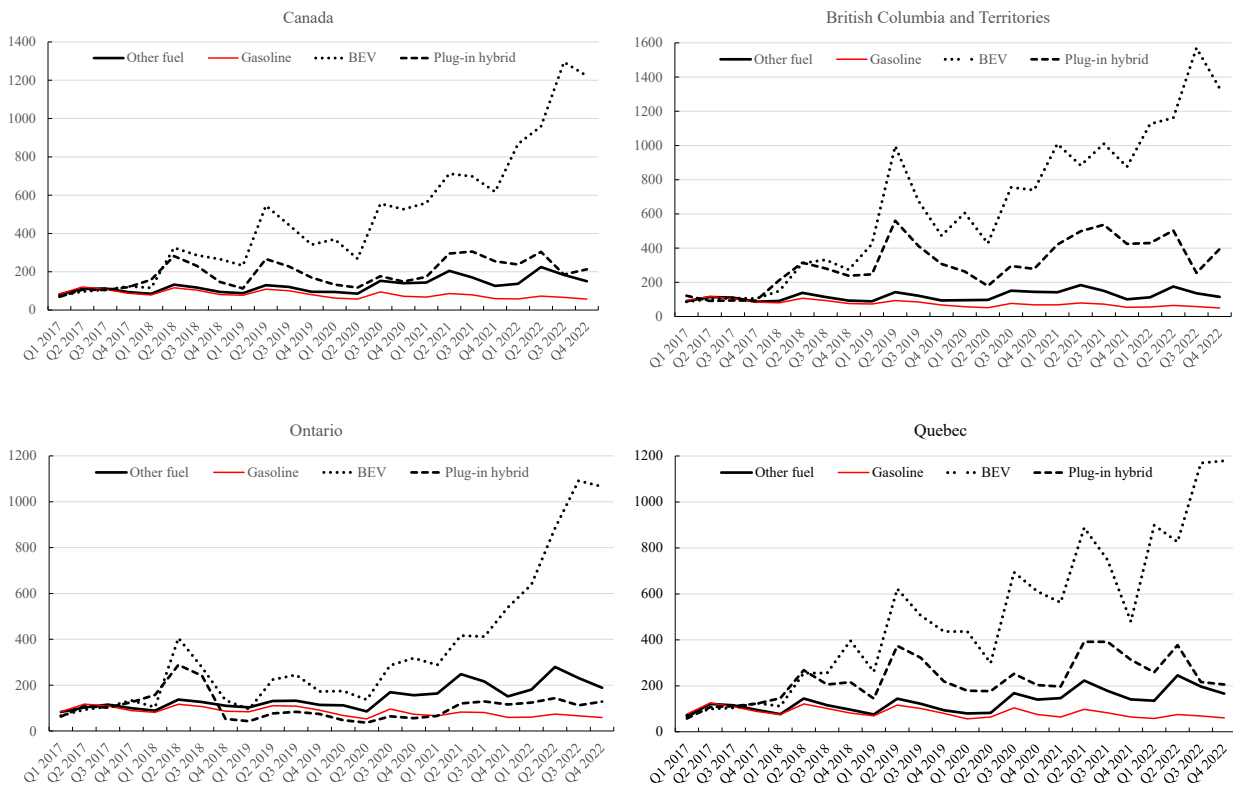 Canada
1400
1200
1000
800
600
400
200
0
Other fuel Gasoline BEV Plug-in hybrid
Q1 2017 Q2 2017 Q3 2017 Q4 2017 Q1 2018 Q2 2018 Q3 2018 Q4 2018 Q1 2019 Q2 2019 Q3 2019 Q4 2019 Q1 2020 Q2 2020 Q3 2020 Q4 2020 Q1 2021 Q2 2021 Q3 2021 Q4 2021 Q1 2022 Q2 2022 Q3 2022 Q4 2022
British Columbia and Territories
1600
1400
1200
1000
800
600
400
200
0
Other fuel Gasoline BEV Plug-in hybrid
Q1 2017 Q2 2017 Q3 2017 Q4 2017 Q1 2018 Q2 2018 Q3 2018 Q4 2018 Q1 2019 Q2 2019 Q3 2019 Q4 2019 Q1 2020 Q2 2020 Q3 2020 Q4 2020 Q1 2021 Q2 2021 Q3 2021 Q4 2021 Q1 2022 Q2 2022 Q3 2022 Q4 2022
Ontario
1200
1000
800
600
400
200
0
Other fuel Gasoline BEV Plug-in hybrid
Q1 2017 Q2 2017 Q3 2017 Q4 2017 Q1 2018 Q2 2018 Q3 2018 Q4 2018 Q1 2019 Q2 2019 Q3 2019 Q4 2019 Q1 2020 Q2 2020 Q3 2020 Q4 2020 Q1 2021 Q2 2021 Q3 2021 Q4 2021 Q1 2022 Q2 2022 Q3 2022 Q4 2022
Quebec
1200
1000
800
600
400
200
0
Other fuel Gasoline BEV Plug-in hybrid
Q1 2017 Q2 2017 Q3 2017 Q4 2017 Q1 2018 Q2 2018 Q3 2018 Q4 2018 Q1 2019 Q2 2019 Q3 2019 Q4 2019 Q1 2020 Q2 2020 Q3 2020 Q4 2020 Q1 2021 Q2 2021 Q3 2021 Q4 2021 Q1 2022 Q2 2022 Q3 2022 Q4 2022